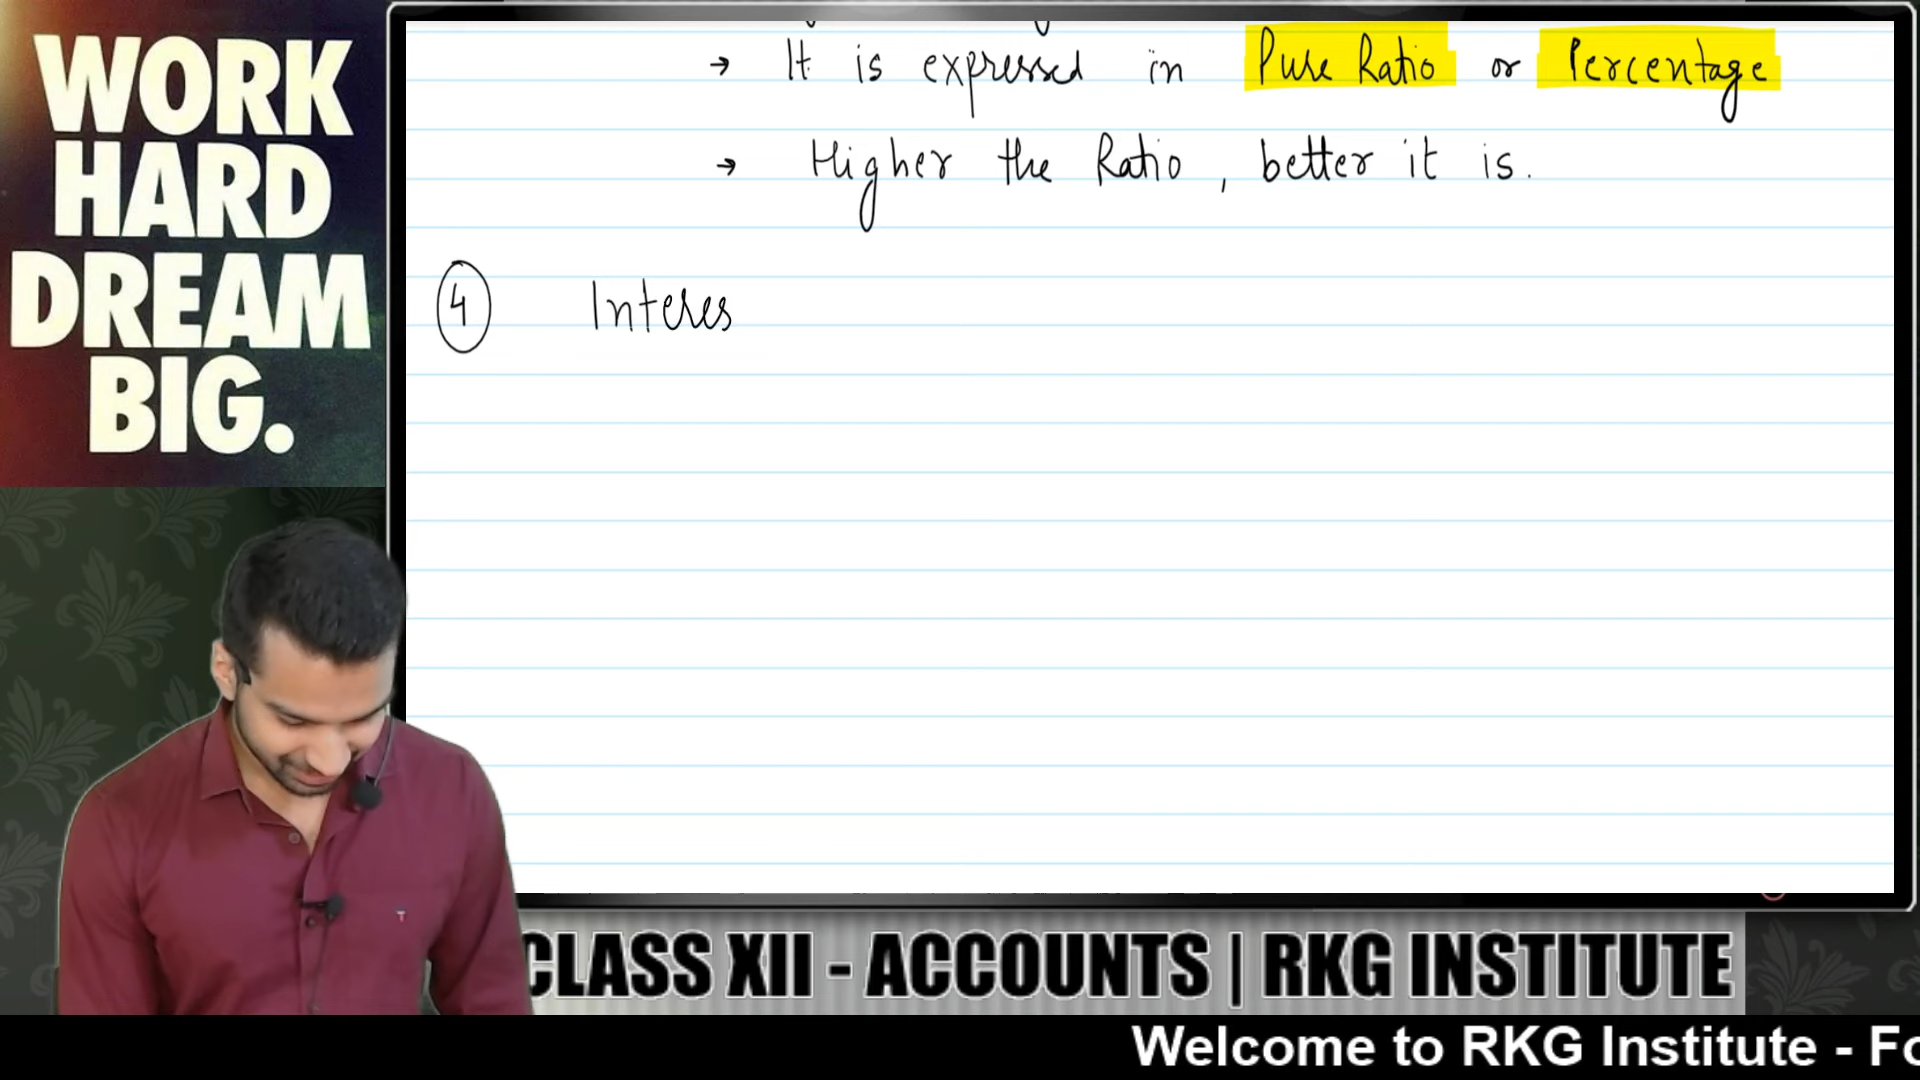 WORK
HARD
DREAM
BIG.
→ It is expressed in Pure Ratio or Percentage
→ Higher the Ratio, better it is.
4 Interes
T
CLASS XII - ACCOUNTS | RKG INSTITUTE
Welcome to RKG Institute - Fo